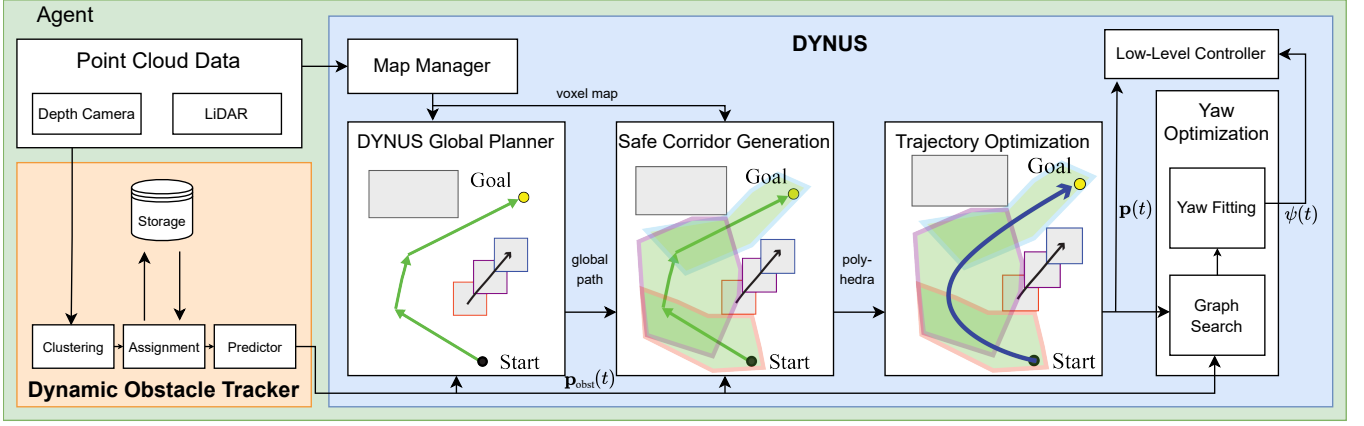 Agent
Point Cloud Data
Depth Camera
LiDAR
Storage
Clustering
Assignment
Predictor
Dynamic Obstacle Tracker
DYNUS
Map Manager
voxel map
DYNUS Global Planner
Goal
Start
global
path
p_obst(t)
Safe Corridor Generation
Goal
Start
poly-
hedra
Trajectory Optimization
Goal
Start
p(t)
Low-Level Controller
Yaw
Optimization
Yaw Fitting
Graph
Search
ψ(t)